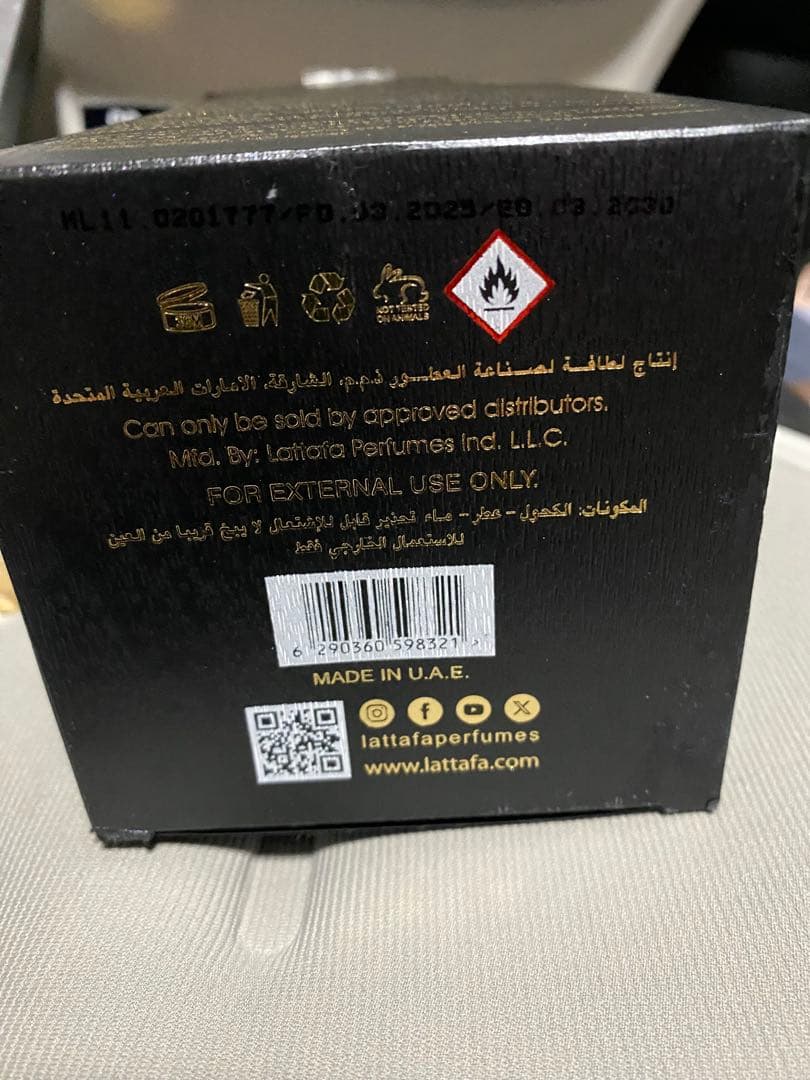 ML11 0201777/PD.03.2025/EO.03.2030
NOT TESTED
ON ANIMALS
إنتاج لطافة لصناعة العطور ذ.م.م. الشارقة، الامارات العربية المتحدة
Can only be sold by approved distributors.
Mfd. By: Lattafa Perfumes Ind. L.L.C.
FOR EXTERNAL USE ONLY.
المكونات: الكحول - عطر - ماء تحذير قابل للإشتعال لا يبخ قريبا من العين
للاستعمال الخارجي فقط
6 290360 598321 >
MADE IN U.A.E.
lattafaperfumes
www.lattafa.com